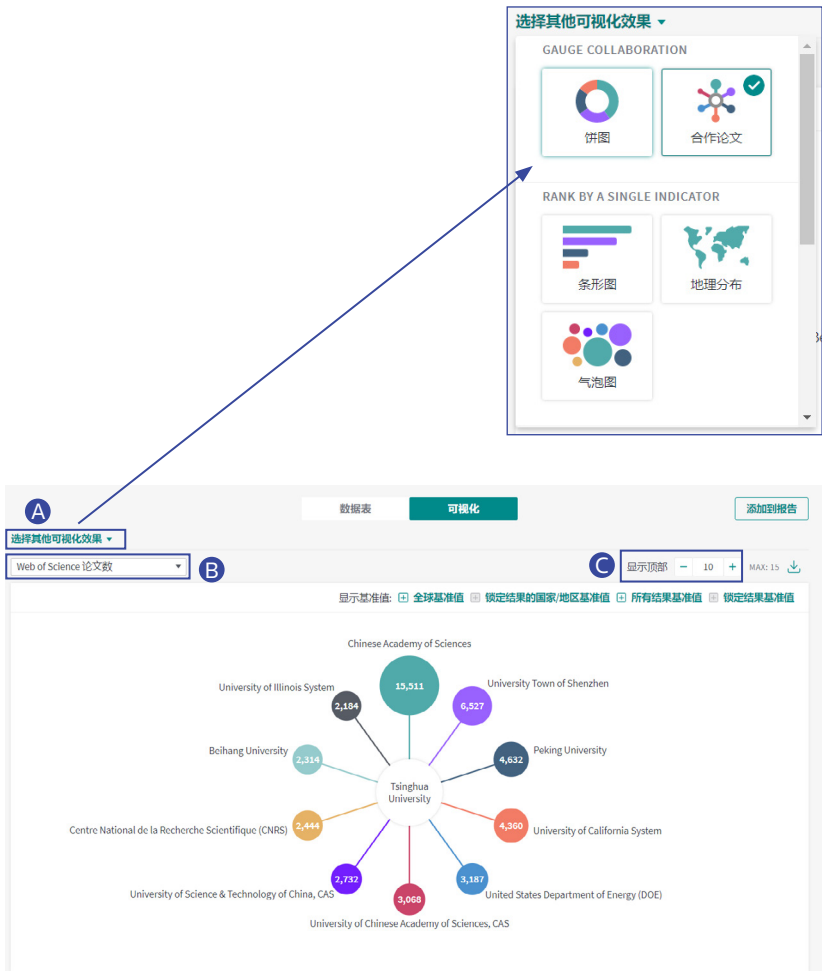 选择其他可视化效果
GAUGE COLLABORATION
饼图
合作论文
RANK BY A SINGLE INDICATOR
条形图
地理分布
气泡图
A
数据表
可视化
添加到报告
选择其他可视化效果
Web of Science 论文数
B
C
显示顶部 − 10 +
MAX: 15
显示基准值: 全球基准值 锁定结果的国家/地区基准值 所有结果基准值 锁定结果基准值
Chinese Academy of Sciences
15,511
University of Illinois System
2,184
University Town of Shenzhen
6,527
Beihang University
2,314
Peking University
4,632
Tsinghua
University
Centre National de la Recherche Scientifique (CNRS)
2,444
University of California System
4,360
University of Science & Technology of China, CAS
2,732
United States Department of Energy (DOE)
3,187
3,068
University of Chinese Academy of Sciences, CAS